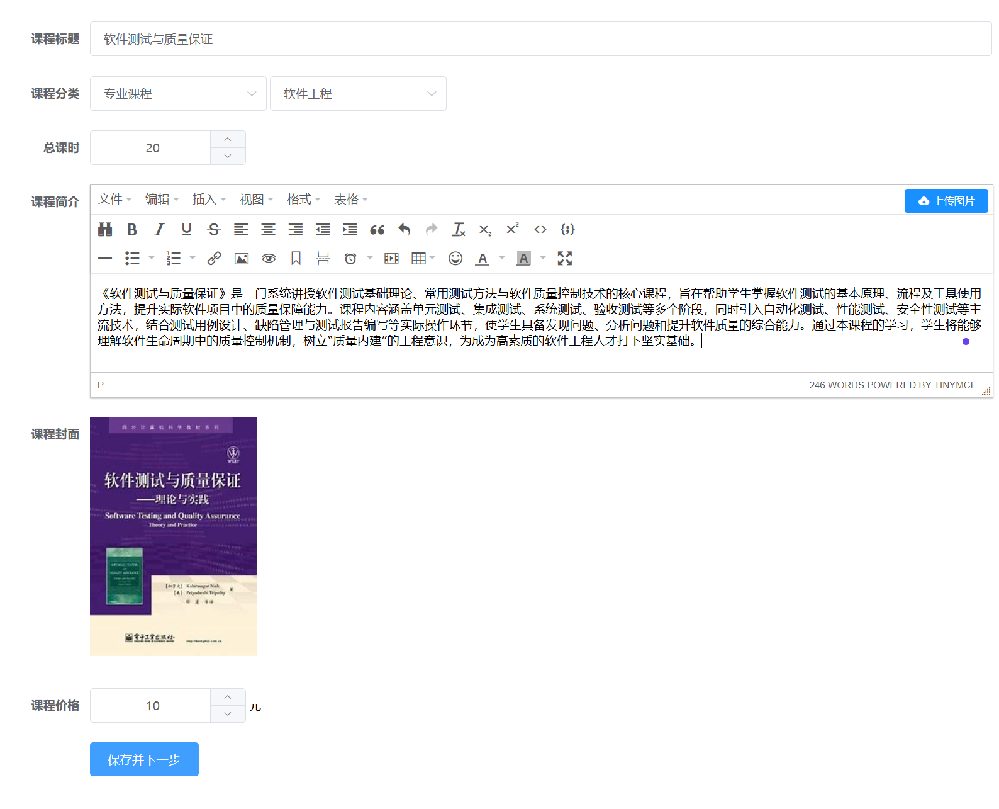 课程标题 软件测试与质量保证
课程分类 专业课程 软件工程
总课时 20
课程简介 文件 编辑 插入 视图 格式 表格 上传图片
《软件测试与质量保证》是一门系统讲授软件测试基础理论、常用测试方法与软件质量控制技术的核心课程，旨在帮助学生掌握软件测试的基本原理、流程及工具使用
方法，提升实际软件项目中的质量保障能力。课程内容涵盖单元测试、集成测试、系统测试、验收测试等多个阶段，同时引入自动化测试、性能测试、安全性测试等主
流技术，结合测试用例设计、缺陷管理与测试报告编写等实际操作环节，使学生具备发现问题、分析问题和提升软件质量的综合能力。通过本课程的学习，学生将能够
理解软件生命周期中的质量控制机制，树立“质量内建”的工程意识，为成为高素质的软件工程人才打下坚实基础。
P 246 WORDS POWERED BY TINYMCE
课程封面
国外计算机科学教材系列
WILEY
软件测试与质量保证
——理论与实践
Software Testing and Quality Assurance
Theory and Practice
SOFTWARE TESTING
AND
QUALITY ASSURANCE
[加拿大] Kshirasagar Naik
[美] Priyadarshi Tripathy 著
等译
电子工业出版社
http://www.phei.com.cn
课程价格 10 元
保存并下一步